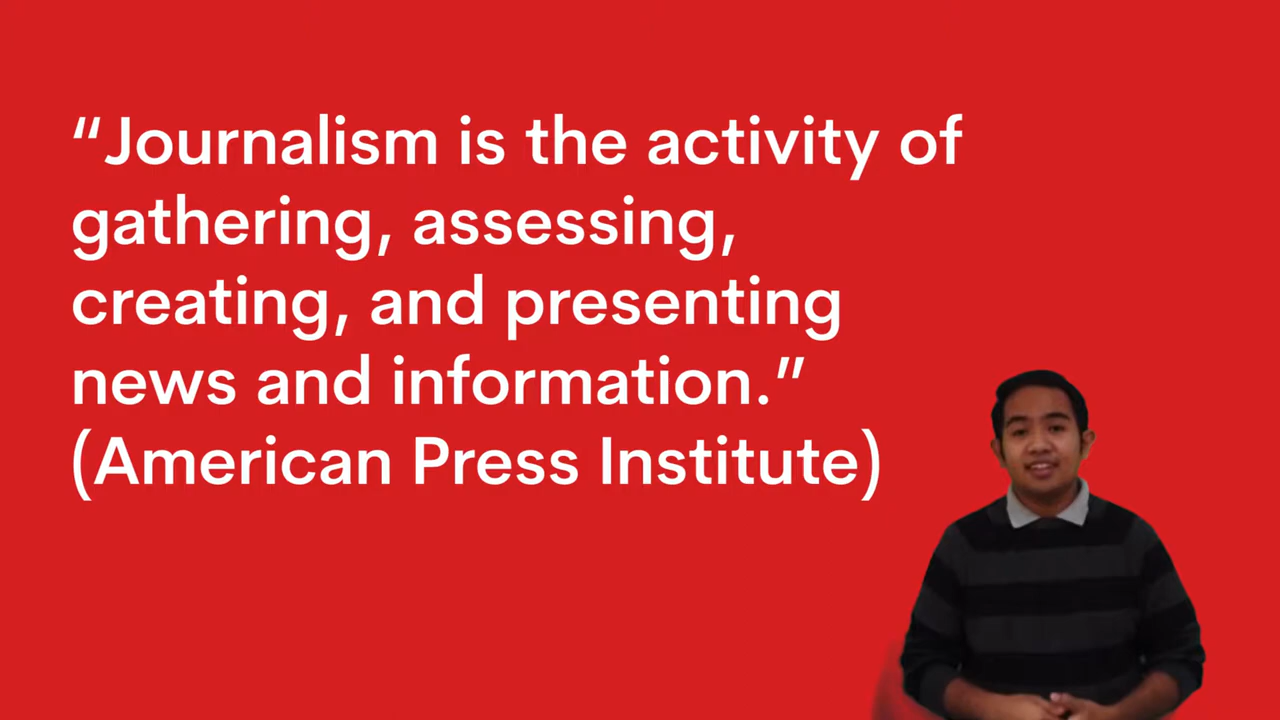 “Journalism is the activity of
gathering, assessing,
creating, and presenting
news and information.”
(American Press Institute)